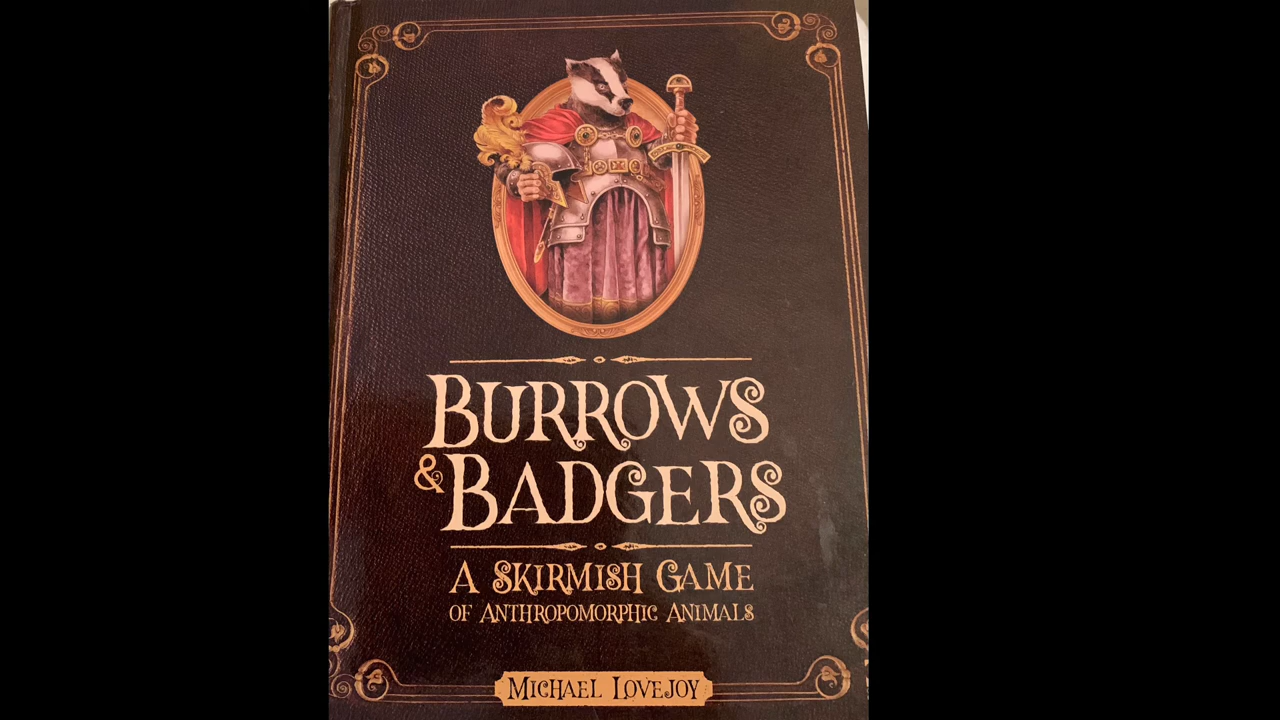 BURROWS
& BADGERS
A SKIRMISH GAME
OF ANTHROPOMORPHIC ANIMALS
MICHAEL LOVEJOY